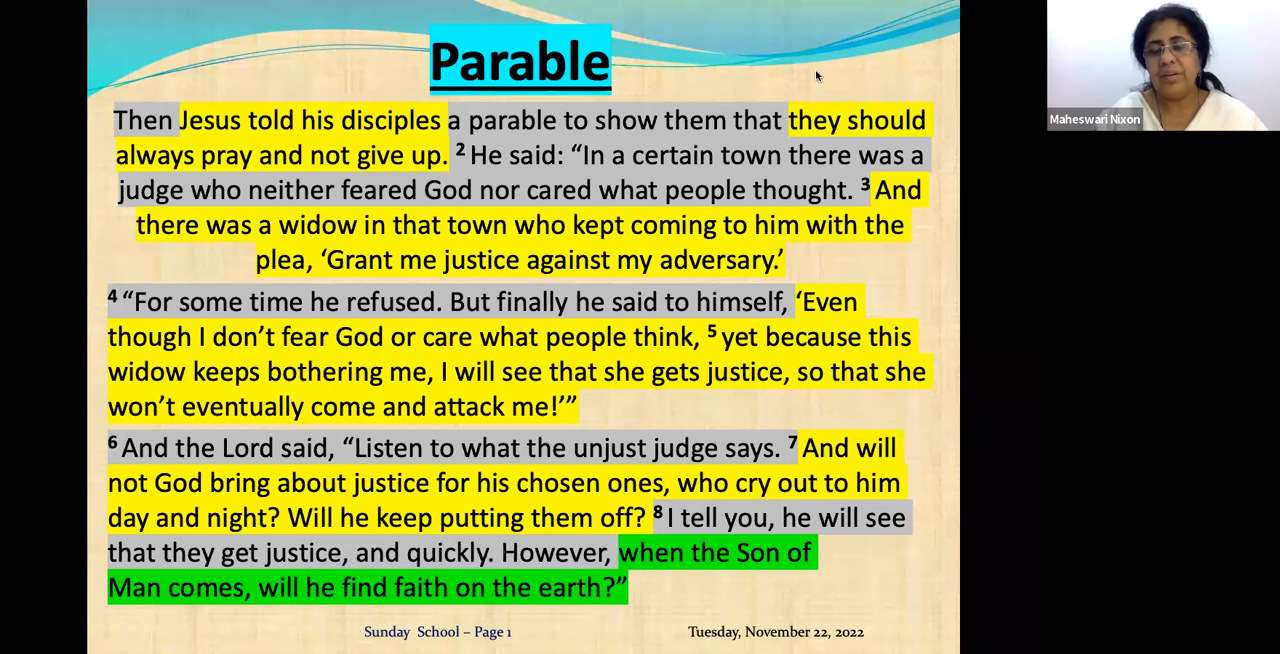 Parable
Then Jesus told his disciples a parable to show them that they should
always pray and not give up. ² He said: “In a certain town there was a
judge who neither feared God nor cared what people thought. ³ And
there was a widow in that town who kept coming to him with the
plea, ‘Grant me justice against my adversary.’
⁴ “For some time he refused. But finally he said to himself, ‘Even
though I don’t fear God or care what people think, ⁵ yet because this
widow keeps bothering me, I will see that she gets justice, so that she
won’t eventually come and attack me!’”
⁶ And the Lord said, “Listen to what the unjust judge says. ⁷ And will
not God bring about justice for his chosen ones, who cry out to him
day and night? Will he keep putting them off? ⁸ I tell you, he will see
that they get justice, and quickly. However, when the Son of
Man comes, will he find faith on the earth?”
Sunday School – Page 1
Tuesday, November 22, 2022
Maheswari Nixon